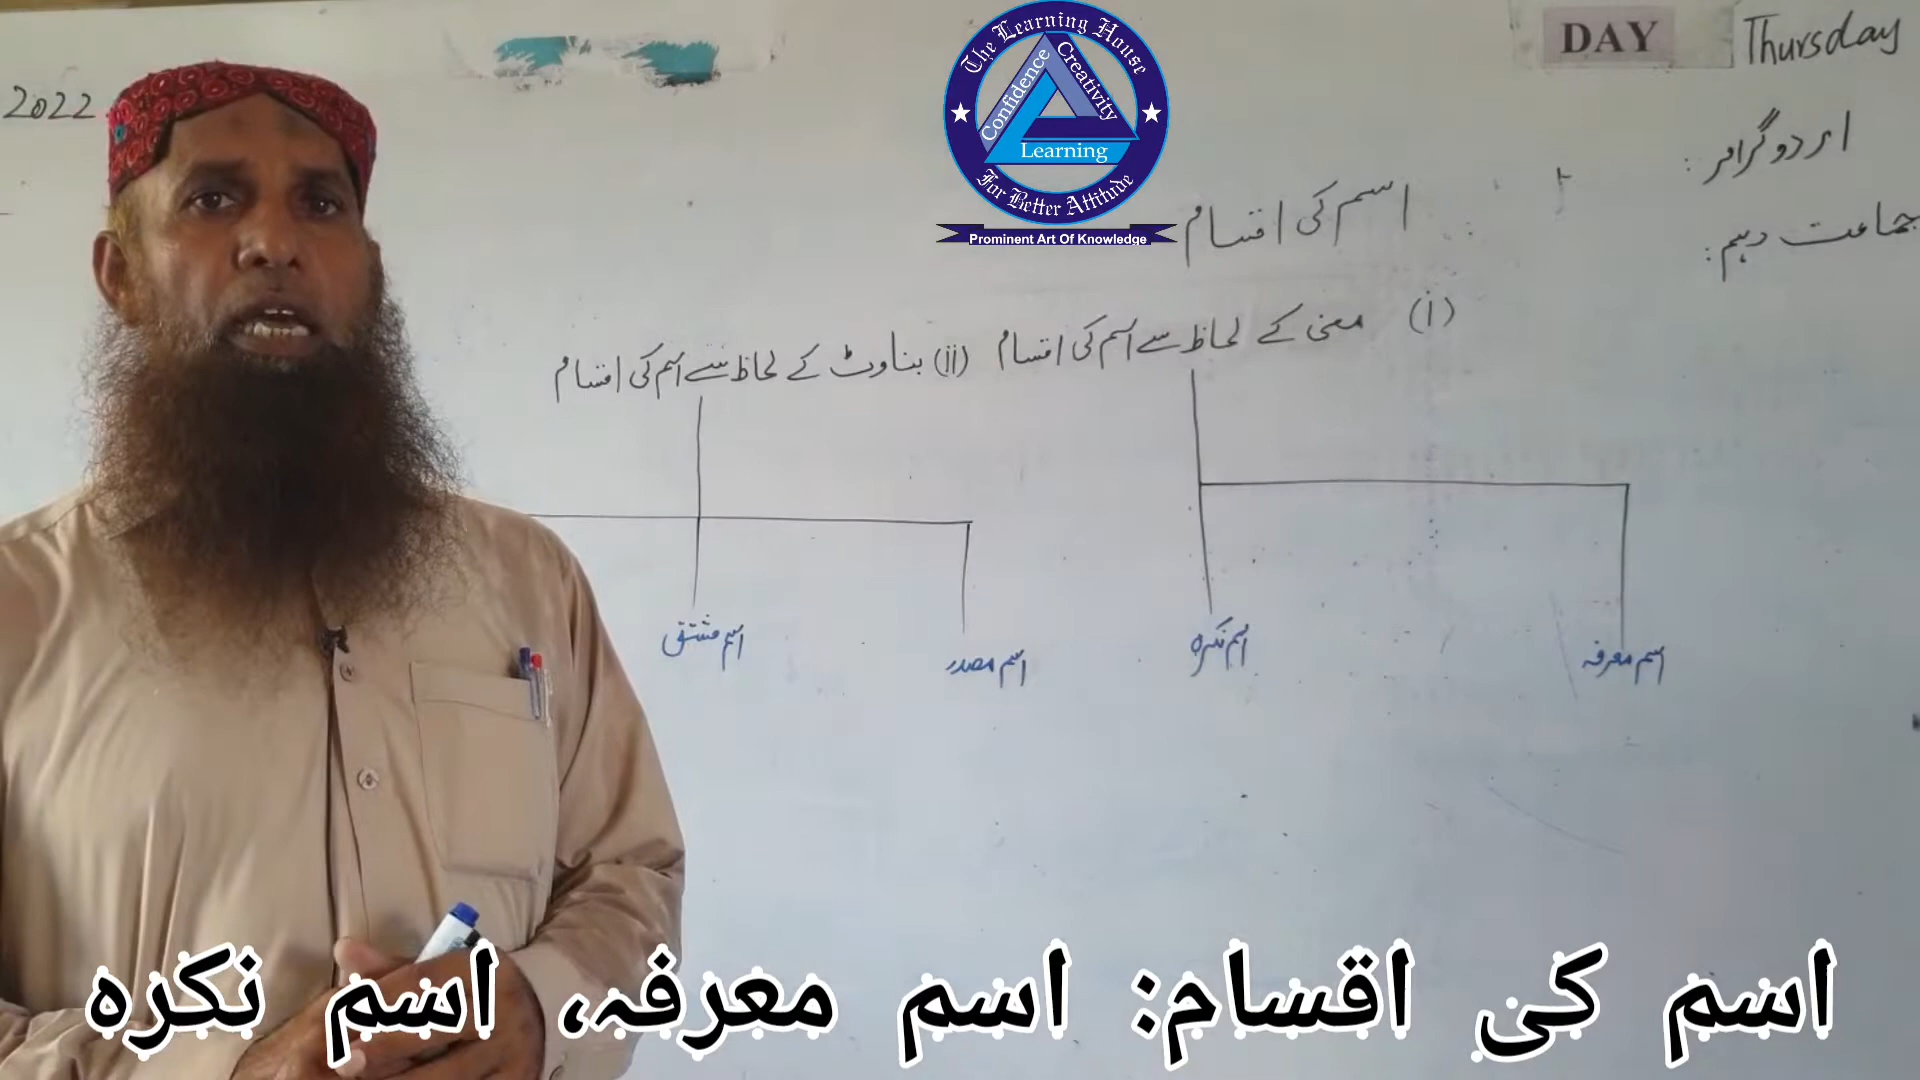 2022
DAY Thursday
The Learning House
Confidence
Creativity
Learning
For Better Attitude
Prominent Art Of Knowledge
اردو گرامر :
جماعت دہم :
اسم کی اقسام
(i) معنی کے لحاظ سے اسم کی اقسام
(ii) بناوٹ کے لحاظ سے اسم کی اقسام
اسم معرفہ
اسم نکرہ
اسم مصدر
اسم مشتق
اسم کی اقسام: اسم معرفہ، اسم نکرہ